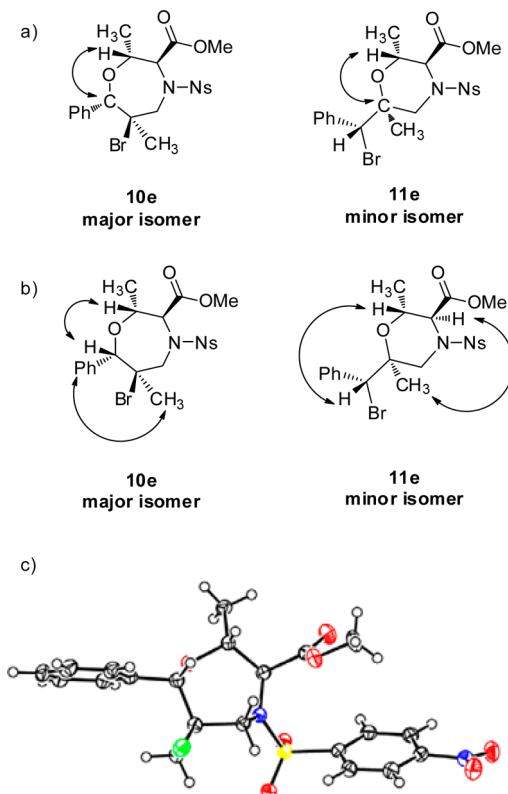 a)
H₃C O
H OMe
O N Ns
C
Ph
Br CH₃
10e
major isomer
H₃C O
H OMe
O N Ns
C
Ph CH₃
H
Br
11e
minor isomer
b)
H₃C O
H OMe
O N Ns
H
Ph
Br CH₃
10e
major isomer
H₃C O
H OMe
H
O N Ns
Ph CH₃
H
Br
11e
minor isomer
c)